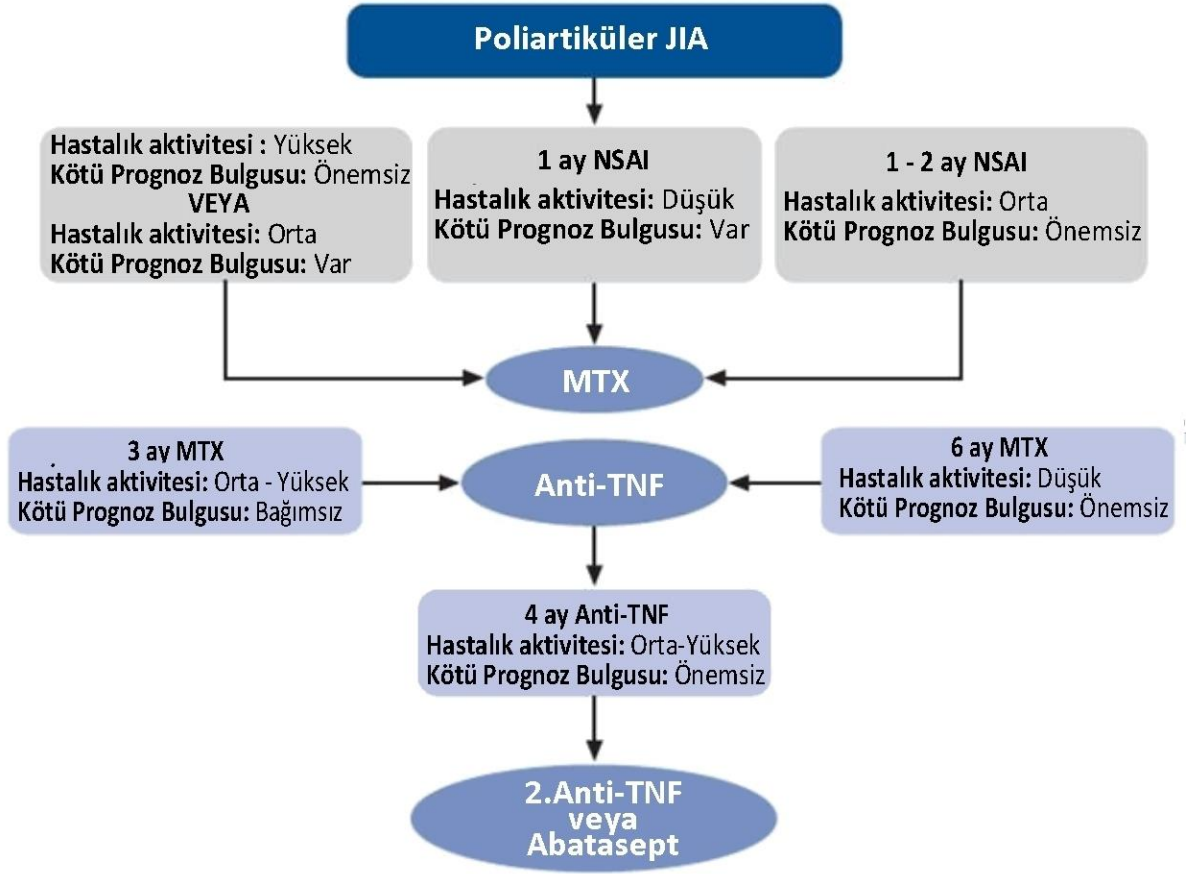 Poliartiküler JIA
Hastalık aktivitesi : Yüksek
Kötü Prognoz Bulgusu: Önemsiz
VEYA
Hastalık aktivitesi: Orta
Kötü Prognoz Bulgusu: Var
1 ay NSAI
Hastalık aktivitesi: Düşük
Kötü Prognoz Bulgusu: Var
1 - 2 ay NSAI
Hastalık aktivitesi: Orta
Kötü Prognoz Bulgusu: Önemsiz
MTX
3 ay MTX
Hastalık aktivitesi: Orta - Yüksek
Kötü Prognoz Bulgusu: Bağımsız
Anti-TNF
6 ay MTX
Hastalık aktivitesi: Düşük
Kötü Prognoz Bulgusu: Önemsiz
4 ay Anti-TNF
Hastalık aktivitesi: Orta-Yüksek
Kötü Prognoz Bulgusu: Önemsiz
2.Anti-TNF
veya
Abatasept